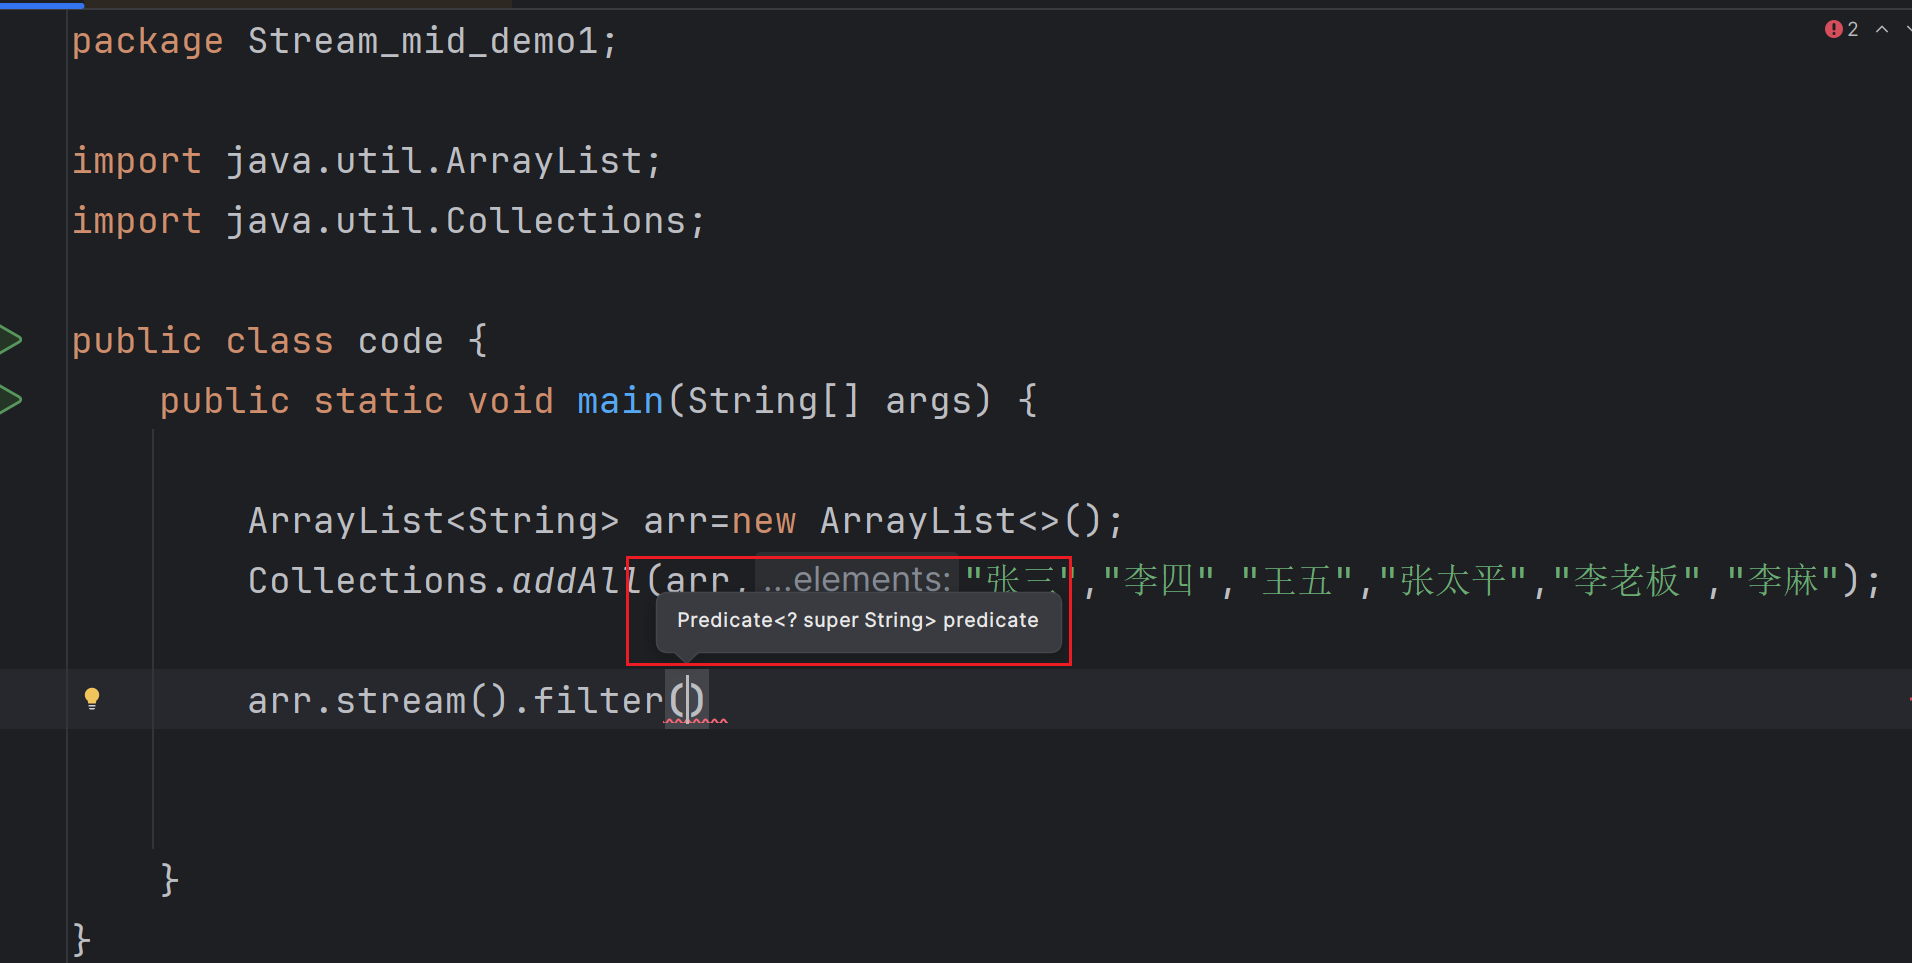 package Stream_mid_demo1;
2
import java.util.ArrayList;
import java.util.Collections;
public class code {
public static void main(String[] args) {
ArrayList<String> arr=new ArrayList<>();
Collections.addAll(arr, ...elements: "张三","李四","王五","张太平","李老板","李麻");
Predicate<? super String> predicate
arr.stream().filter()
}
}